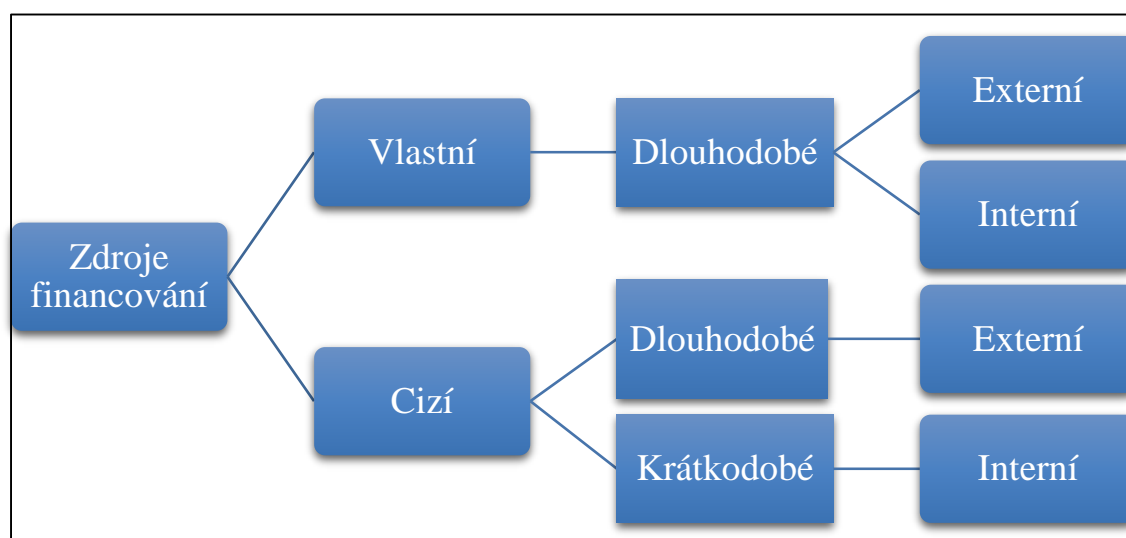 Zdroje
financování
Vlastní
Dlouhodobé
Externí
Interní
Cizí
Dlouhodobé
Externí
Krátkodobé
Interní